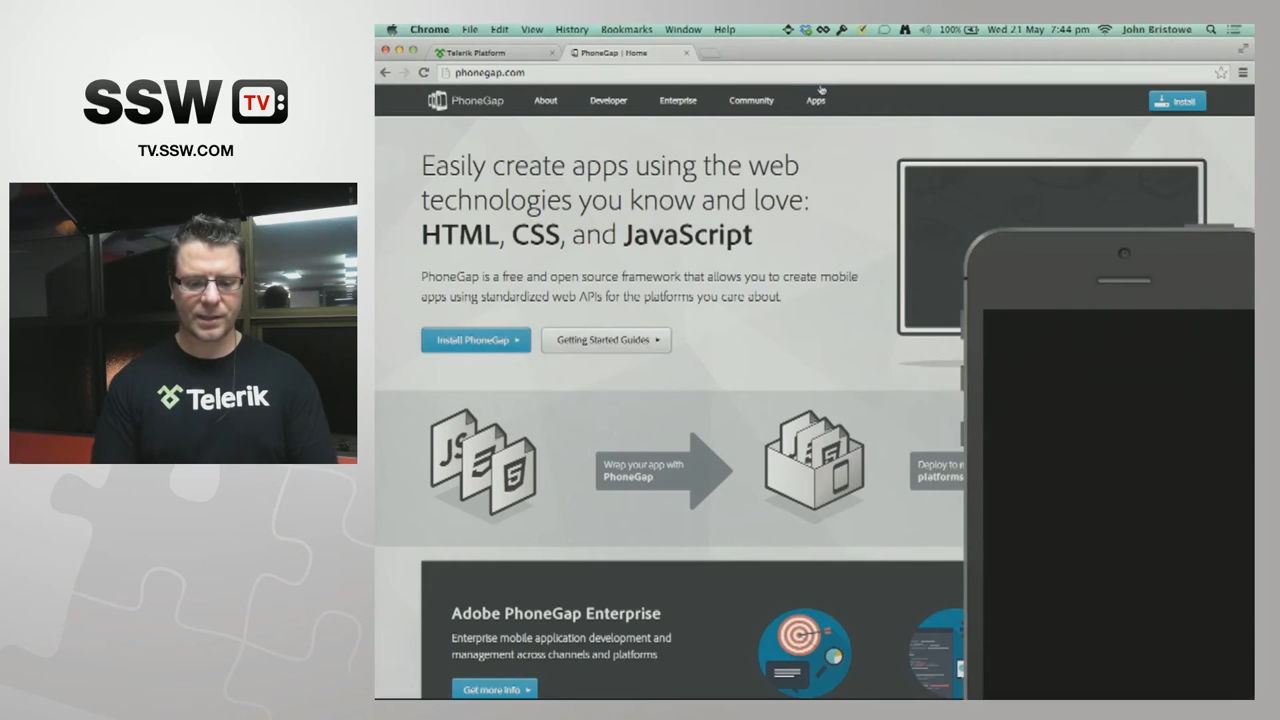 SSW TV
TV.SSW.COM
Telerik
Chrome File Edit View History Bookmarks Window Help 100% Wed 21 May 7:44 pm John Bristowe
Telerik Platform
PhoneGap | Home
phonegap.com
PhoneGap About Developer Enterprise Community Apps Install
Easily create apps using the web
technologies you know and love:
HTML, CSS, and JavaScript
PhoneGap is a free and open source framework that allows you to create mobile
apps using standardized web APIs for the platforms you care about.
Install PhoneGap
Getting Started Guides
JS
Wrap your app with
PhoneGap
Deploy to
platforms
Adobe PhoneGap Enterprise
Enterprise mobile application development and
management across channels and platforms
Get more info